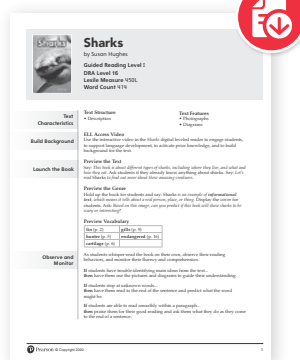 Sharks
Sharks
by Susan Hughes
Guided Reading Level I
DRA Level 16
Lexile Measure 450L
Word Count 474
Text Characteristics
Text Structure
• Description
Text Features
• Photographs
• Diagrams
Build Background
ELL Access Video
Use the interactive video in the Sharks digital leveled reader to engage students,
to support language development, to activate prior knowledge, and to build
background for the text.
Launch the Book
Preview the Text
Say: This book is about different types of sharks, including where they live, and what and
how they eat. Ask students if they already know anything about sharks. Say: Let's
read Sharks to find out more about these amazing creatures.
Preview the Genre
Hold up the book for students and say: Sharks is an example of informational
text, which means it tells about a real person, place, or thing. Display the cover for
students. Ask: Based on this image, can you predict if this book will show sharks to be
scary or interesting?
Preview Vocabulary
fin (p. 2) gills (p. 9)
hunter (p. 5) endangered (p. 16)
cartilage (p. 6)
Observe and Monitor
As students whisper-read the book on their own, observe their reading
behaviors, and monitor their fluency and comprehension.
If students have trouble identifying main ideas from the text...
then have them use the pictures and diagrams to guide their understanding.
If students stop at unknown words...
then have them read to the end of the sentence and predict what the word
might be.
If students are able to read smoothly within a paragraph...
then praise them for their good reading and ask them what they do as they come
to the end of a sentence.
Pearson © Copyright 2020
1